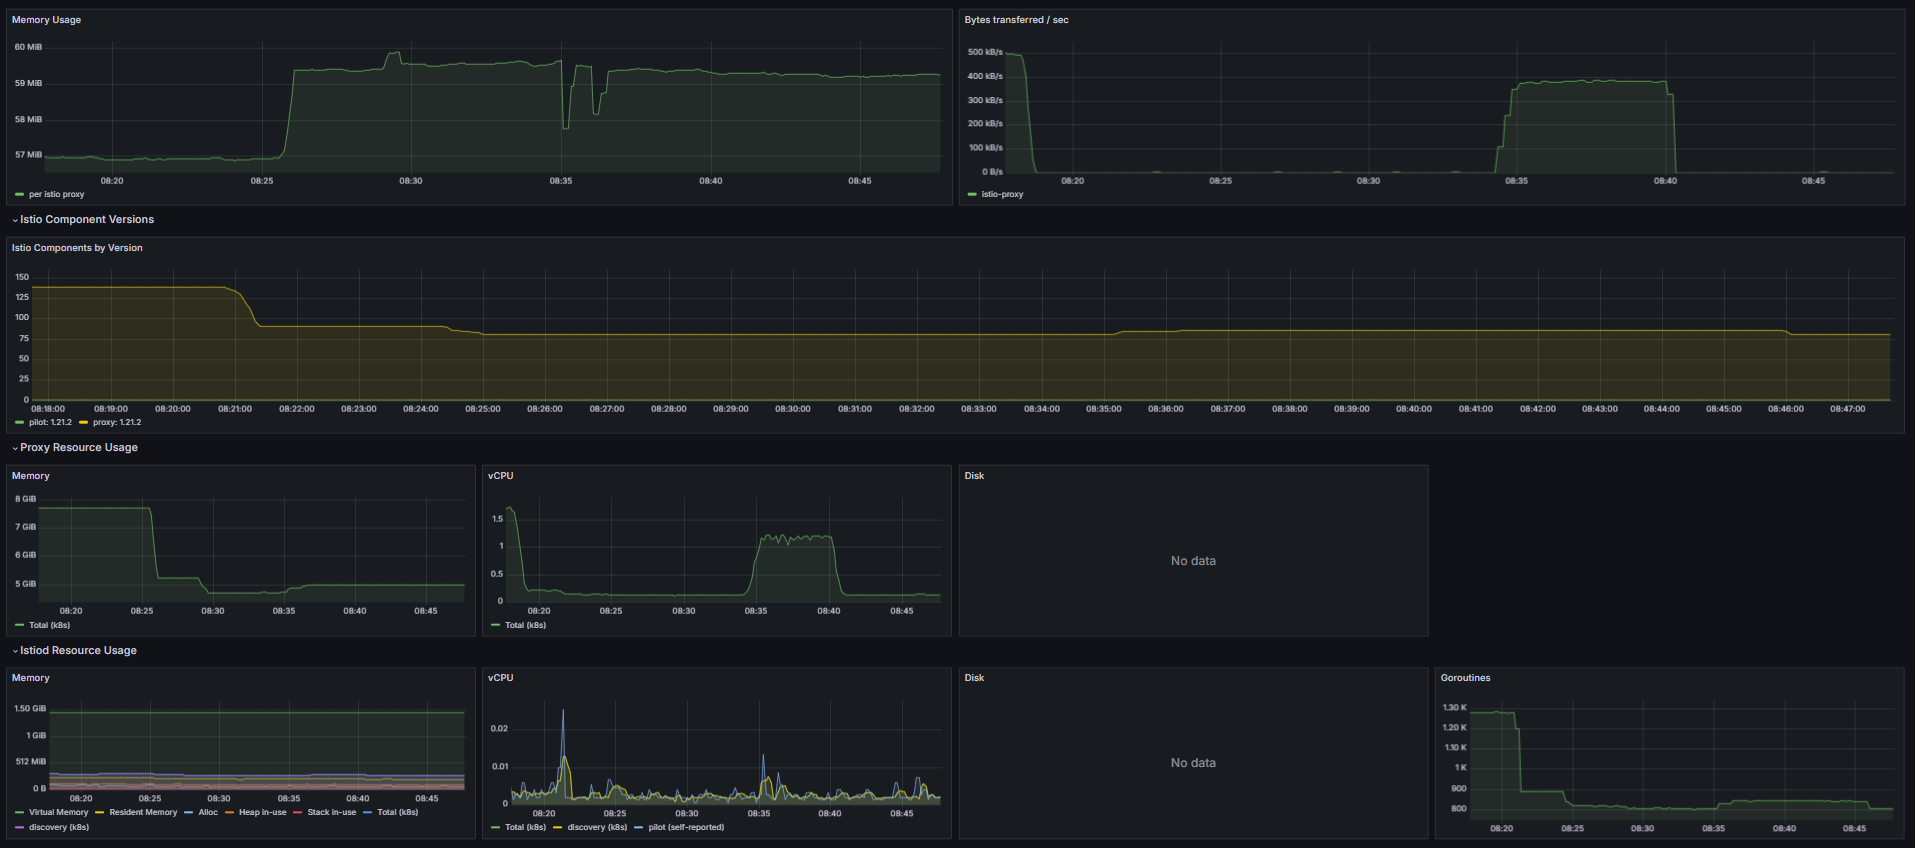 Memory Usage
60 MiB
59 MiB
58 MiB
57 MiB
08:20 08:25 08:30 08:35 08:40 08:45
per istio proxy
Bytes transferred / sec
500 kB/s
400 kB/s
300 kB/s
200 kB/s
100 kB/s
0 B/s
08:20 08:25 08:30 08:35 08:40 08:45
istio-proxy
Istio Component Versions
Istio Components by Version
150
125
100
75
50
25
0
08:18:00 08:19:00 08:20:00 08:21:00 08:22:00 08:23:00 08:24:00 08:25:00 08:26:00 08:27:00 08:28:00 08:29:00 08:30:00 08:31:00 08:32:00 08:33:00 08:34:00 08:35:00 08:36:00 08:37:00 08:38:00 08:39:00 08:40:00 08:41:00 08:42:00 08:43:00 08:44:00 08:45:00 08:46:00 08:47:00
pilot: 1.21.2 proxy: 1.21.2
Proxy Resource Usage
Memory
8 GiB
7 GiB
6 GiB
5 GiB
08:20 08:25 08:30 08:35 08:40 08:45
Total (k8s)
vCPU
1.5
1
0.5
0
08:20 08:25 08:30 08:35 08:40 08:45
Total (k8s)
Disk
No data
Istiod Resource Usage
Memory
1.50 GiB
1 GiB
512 MiB
0 B
08:20 08:25 08:30 08:35 08:40 08:45
Virtual Memory Resident Memory Alloc Heap in-use Stack in-use Total (k8s)
discovery (k8s)
vCPU
0.02
0.01
0
08:20 08:25 08:30 08:35 08:40 08:45
Total (k8s) discovery (k8s) pilot (self-reported)
Disk
No data
Goroutines
1.30 K
1.20 K
1.10 K
1 K
900
800
08:20 08:25 08:30 08:35 08:40 08:45